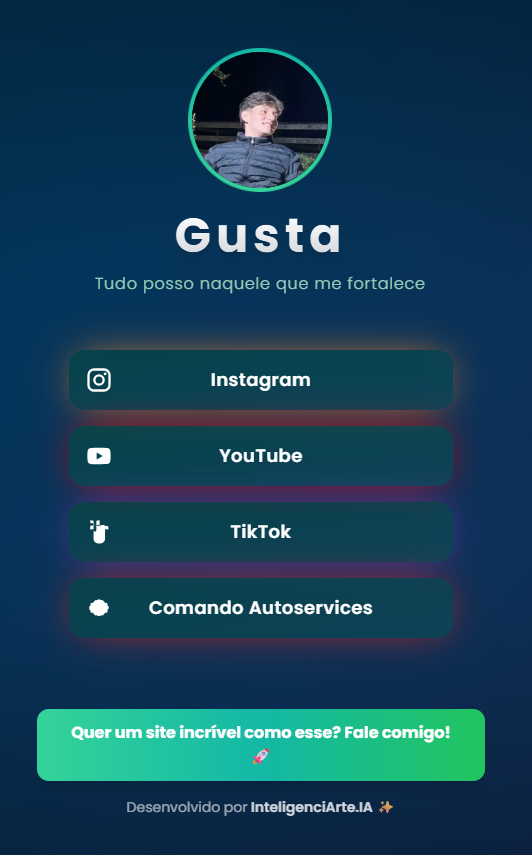 Gusta
Tudo posso naquele que me fortalece
Instagram
YouTube
TikTok
Comando Autoservices
Quer um site incrível como esse? Fale comigo!
🚀
Desenvolvido por InteligenciArte.IA ✨